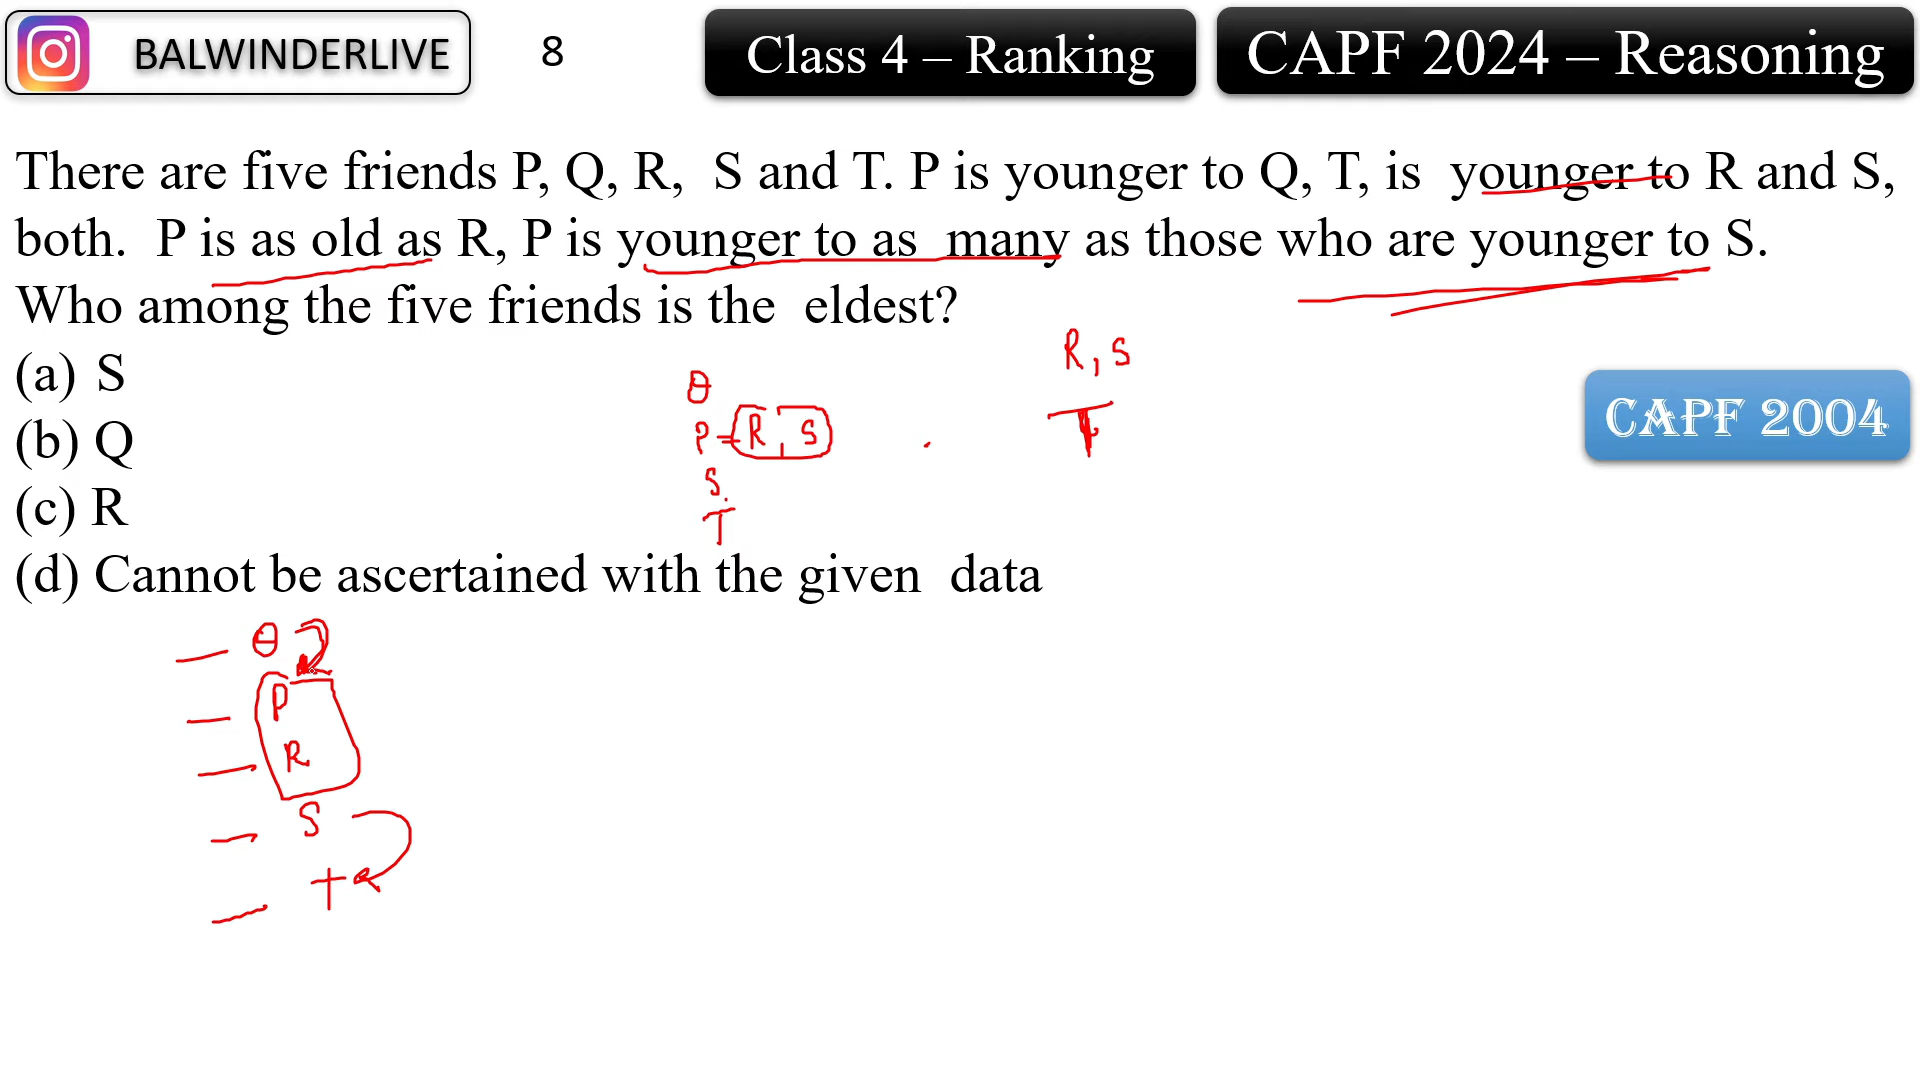 BALWINDERLIVE
8
Class 4 – Ranking
CAPF 2024 – Reasoning
There are five friends P, Q, R, S and T. P is younger to Q, T, is younger to R and S,
both. P is as old as R, P is younger to as many as those who are younger to S.
Who among the five friends is the eldest?
(a) S
(b) Q
(c) R
(d) Cannot be ascertained with the given data
CAPF 2004
R, S
T
Q
P = R, S
S
T
Q
P
R
S
T